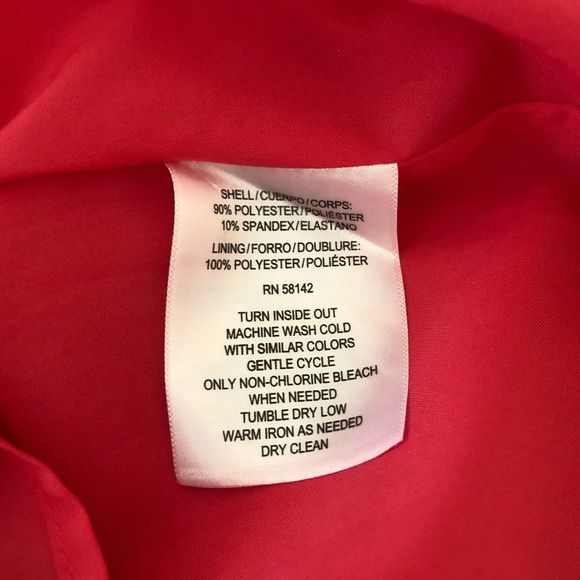 SHELL/CUERPO/CORPS:
90% POLYESTER/POLIÉSTER
10% SPANDEX/ELASTANO
LINING/FORRO/DOUBLURE:
100% POLYESTER/POLIÉSTER
RN 58142
TURN INSIDE OUT
MACHINE WASH COLD
WITH SIMILAR COLORS
GENTLE CYCLE
ONLY NON-CHLORINE BLEACH
WHEN NEEDED
TUMBLE DRY LOW
WARM IRON AS NEEDED
DRY CLEAN